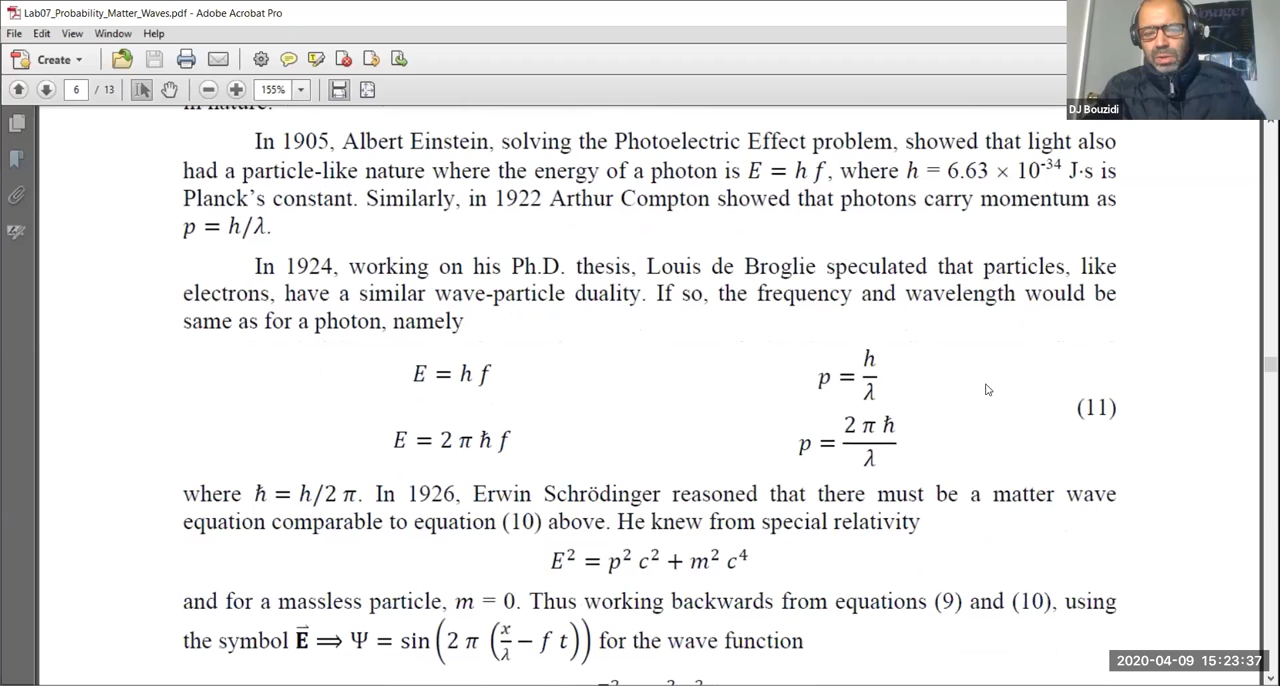 Lab07_Probability_Matter_Waves.pdf - Adobe Acrobat Pro
File Edit View Window Help
Create
6 / 13 155%
DJ Bouzidi
in nature.
In 1905, Albert Einstein, solving the Photoelectric Effect problem, showed that light also
had a particle-like nature where the energy of a photon is E = h f, where h = 6.63 × 10⁻³⁴ J·s is
Planck's constant. Similarly, in 1922 Arthur Compton showed that photons carry momentum as
p = h/λ.
In 1924, working on his Ph.D. thesis, Louis de Broglie speculated that particles, like
electrons, have a similar wave-particle duality. If so, the frequency and wavelength would be
same as for a photon, namely
E = h f p = h/λ
(11)
E = 2 π ħ f p = 2 π ħ/λ
where ħ = h/2 π. In 1926, Erwin Schrödinger reasoned that there must be a matter wave
equation comparable to equation (10) above. He knew from special relativity
E² = p² c² + m² c⁴
and for a massless particle, m = 0. Thus working backwards from equations (9) and (10), using
the symbol E⃗ ⟹ Ψ = sin(2 π (x/λ − f t)) for the wave function
2020-04-09 15:23:37